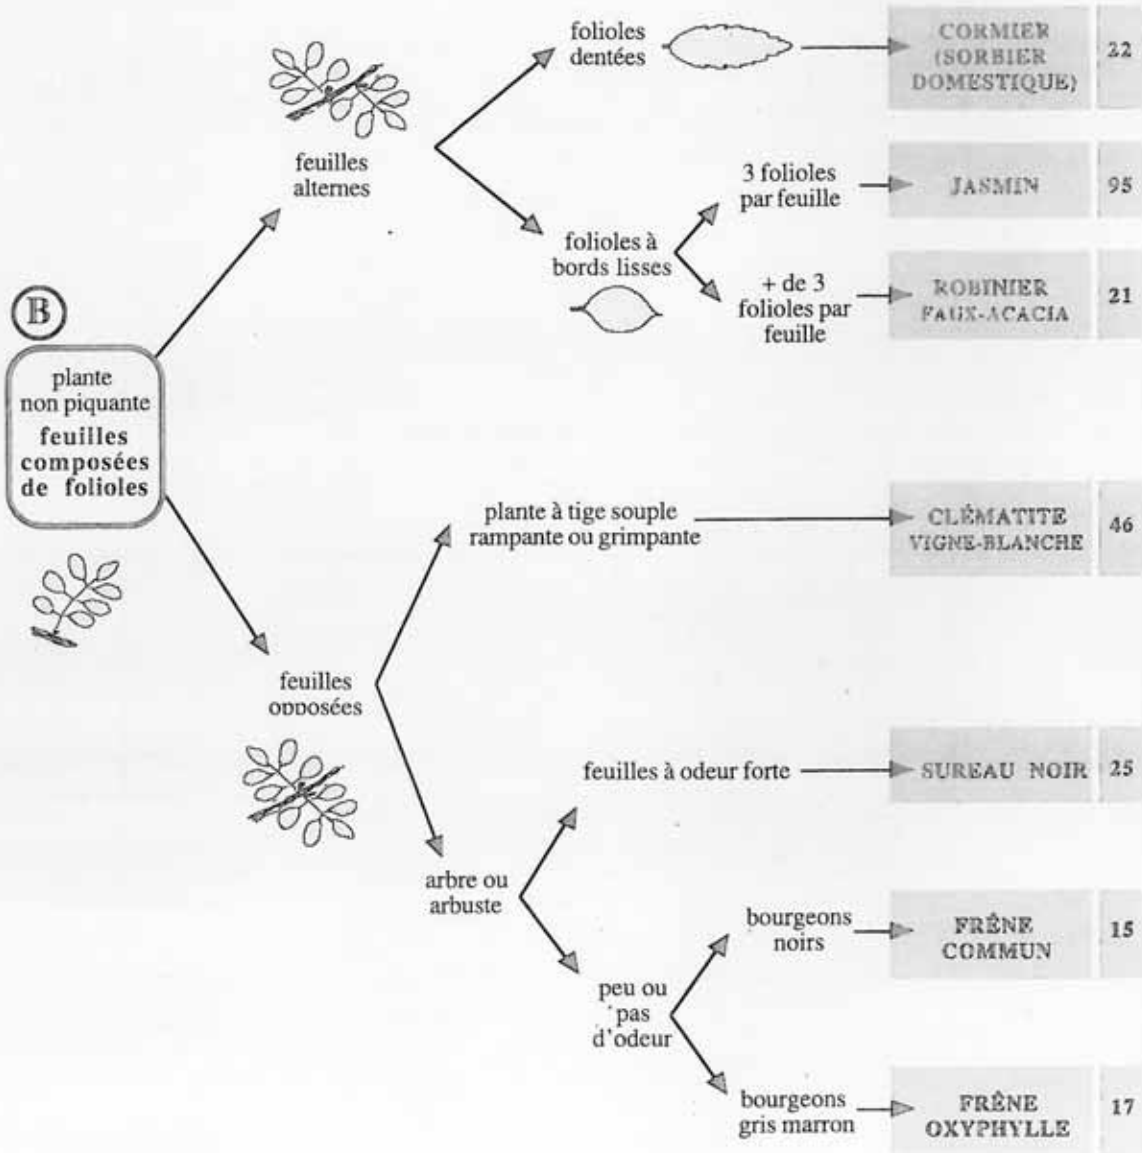 folioles
dentées
CORMIER
(SORBIER
DOMESTIQUE)
22
feuilles
alternes
3 folioles
par feuille
JASMIN
95
folioles à
bords lisses
+ de 3
folioles par
feuille
ROBINIER
FAUX-ACACIA
21
B
plante
non piquante
feuilles
composées
de folioles
plante à tige souple
rampante ou grimpante
CLÉMATITE
VIGNE-BLANCHE
46
feuilles
opposées
feuilles à odeur forte
SUREAU NOIR
25
arbre ou
arbuste
bourgeons
noirs
FRÊNE
COMMUN
15
peu ou
pas
d'odeur
bourgeons
gris marron
FRÊNE
OXYPHYLLE
17